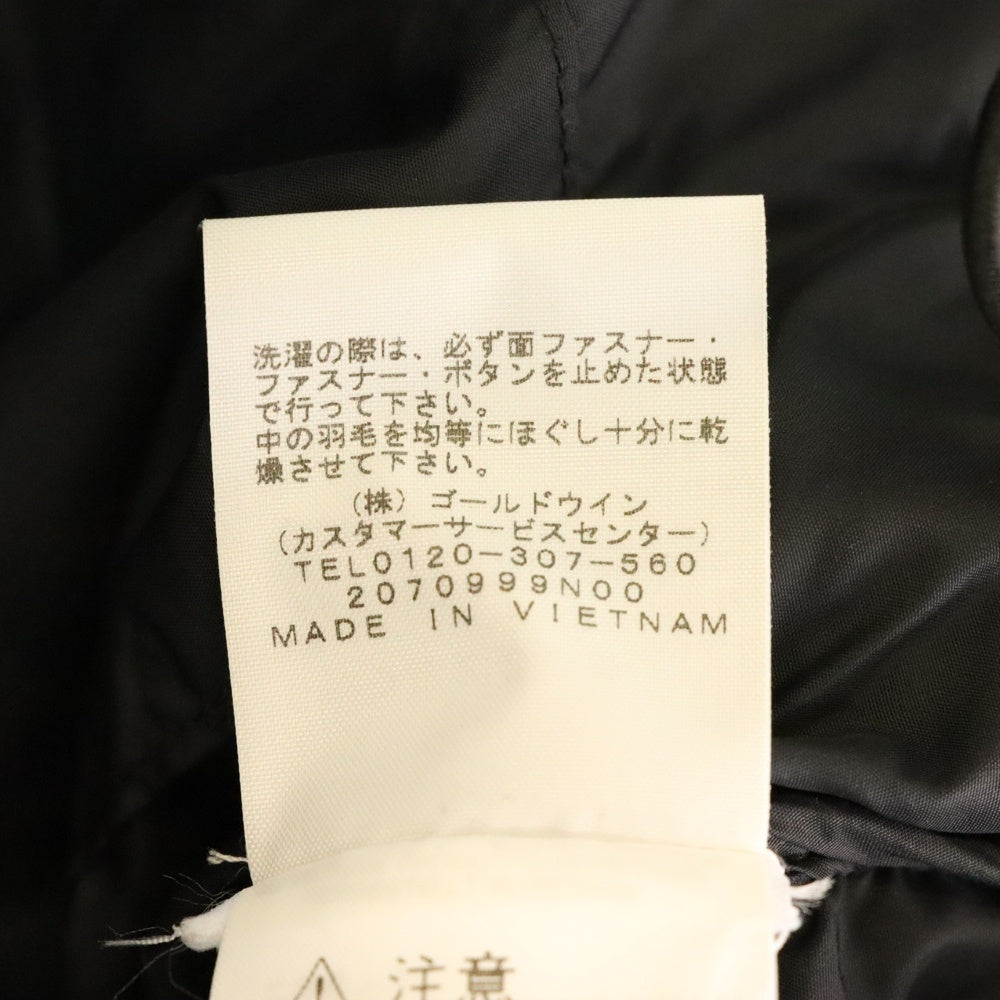 洗濯の際は、必ず面ファスナー・
ファスナー・ボタンを止めた状態
で行って下さい。
中の羽毛を均等にほぐし十分に乾
燥させて下さい。
(株)ゴールドウイン
(カスタマーサービスセンター)
TEL0120-307-560
2070999N00
MADE IN VIETNAM
注意